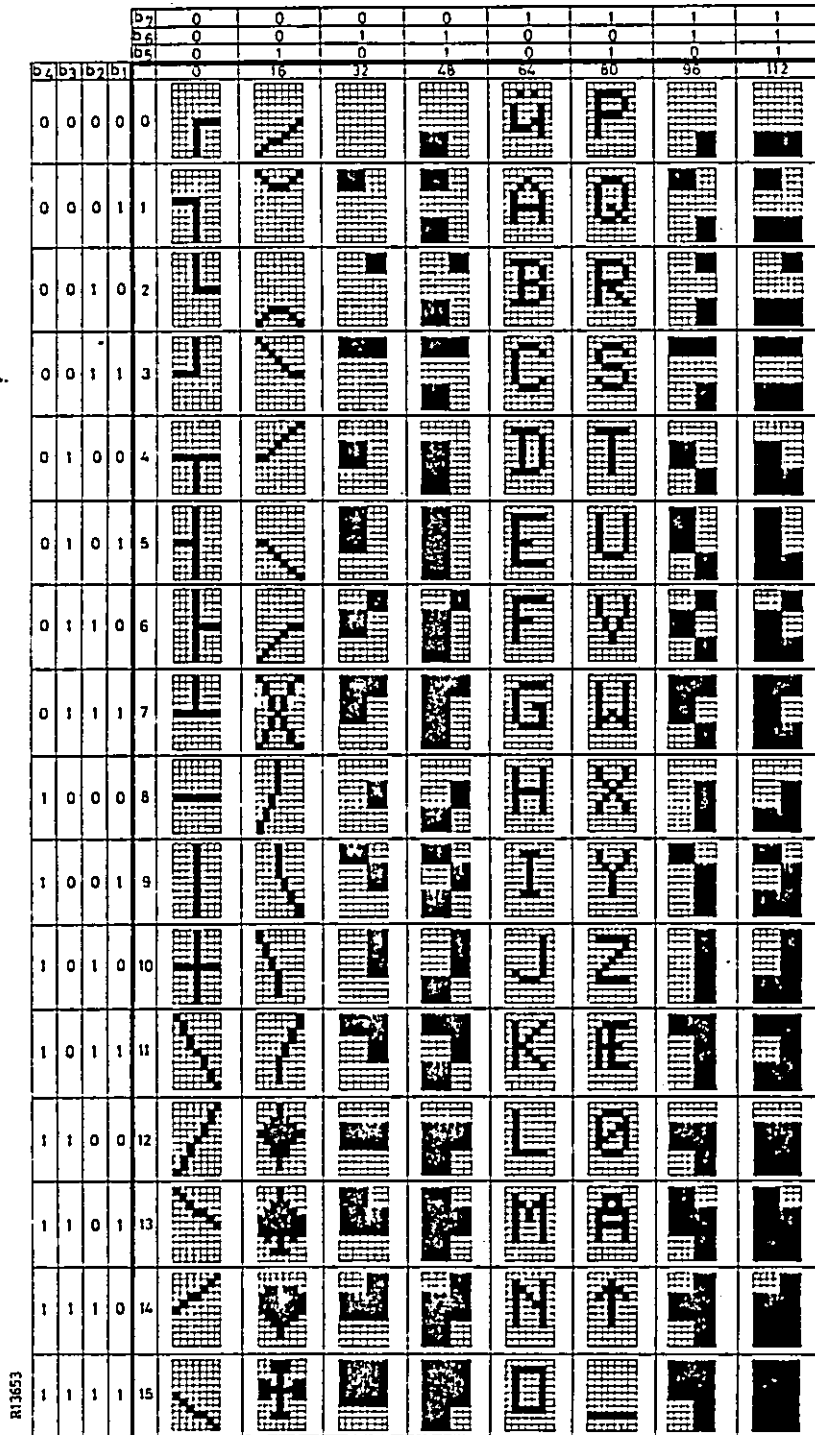 b7 0 0 0 0 1 1 1 1
b6 0 0 1 1 0 0 1 1
b5 0 1 0 1 0 1 0 1
b4 b3 b2 b1 0 16 32 48 64 80 96 112
0 0 0 0 0 P
0 0 0 1 1 A Q
0 0 1 0 2 B R
0 0 1 1 3 C S
0 1 0 0 4 D T
0 1 0 1 5 E U
0 1 1 0 6 F V
0 1 1 1 7 G W
1 0 0 0 8 H X
1 0 0 1 9 I Y
1 0 1 0 10 J Z
1 0 1 1 11 K Æ
1 1 0 0 12 L Ø
1 1 0 1 13 M Å
1 1 1 0 14 N ↑
1 1 1 1 15 O _
R13653